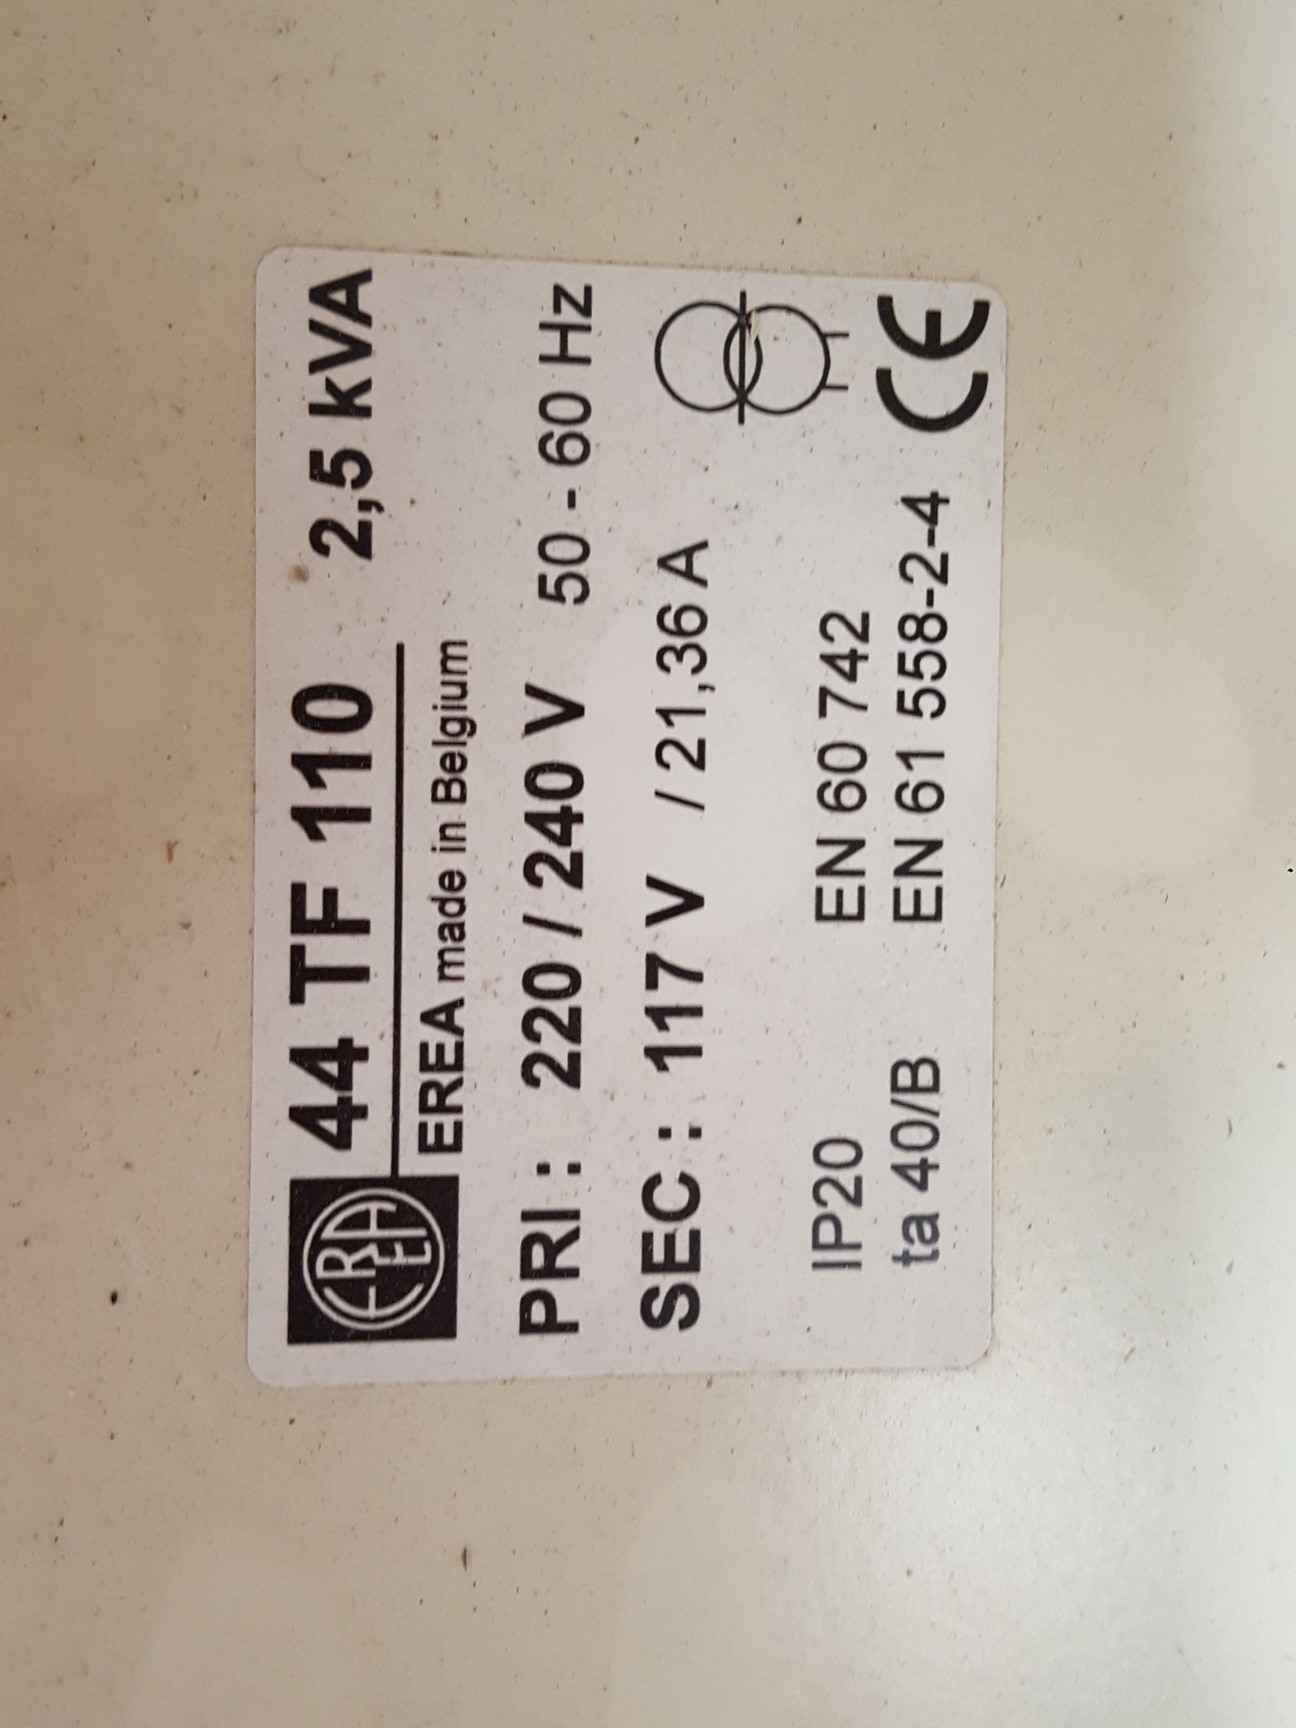 44 TF 110 2,5 kVA
EREA
EREA made in Belgium
PRI : 220 / 240 V 50 - 60 Hz
SEC : 117 V / 21,36 A
IP20 EN 60 742
ta 40/B EN 61 558-2-4 CE